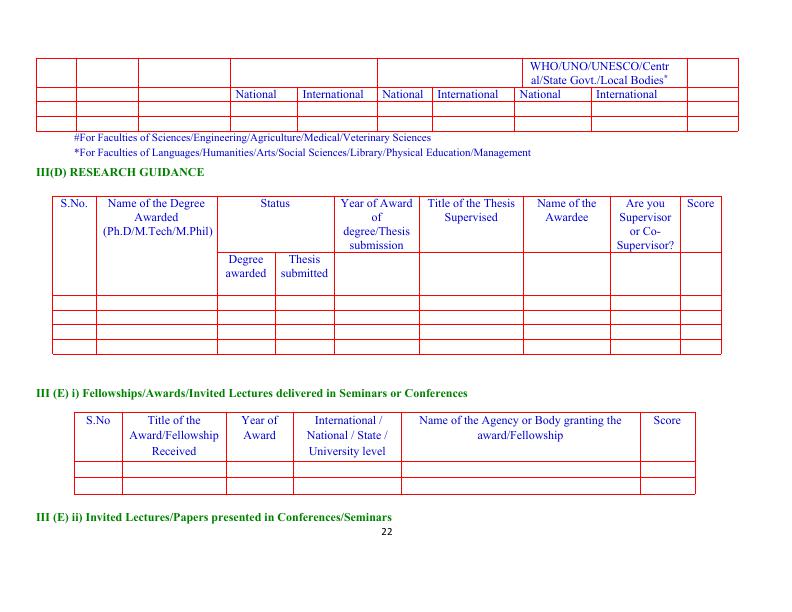 WHO/UNO/UNESCO/Centr
al/State Govt./Local Bodies*
National International National International National International
#For Faculties of Sciences/Engineering/Agriculture/Medical/Veterinary Sciences
*For Faculties of Languages/Humanities/Arts/Social Sciences/Library/Physical Education/Management
III(D) RESEARCH GUIDANCE
S.No. Name of the Degree Status Year of Award Title of the Thesis Name of the Are you Score
Awarded of Supervised Awardee Supervisor
(Ph.D/M.Tech/M.Phil) degree/Thesis or Co-
submission Supervisor?
Degree Thesis
awarded submitted
III (E) i) Fellowships/Awards/Invited Lectures delivered in Seminars or Conferences
S.No Title of the Year of International / Name of the Agency or Body granting the Score
Award/Fellowship Award National / State / award/Fellowship
Received University level
III (E) ii) Invited Lectures/Papers presented in Conferences/Seminars
22